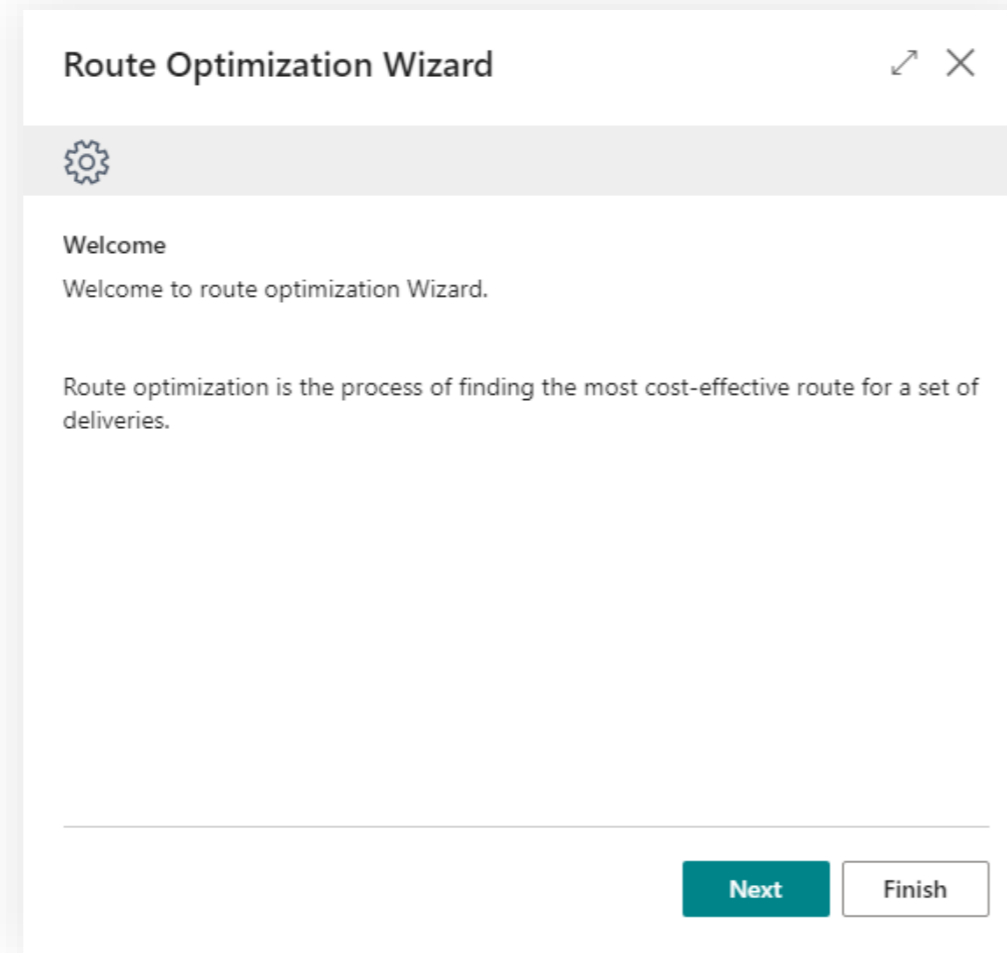 Route Optimization Wizard
Welcome
Welcome to route optimization Wizard.
Route optimization is the process of finding the most cost-effective route for a set of
deliveries.
Next
Finish